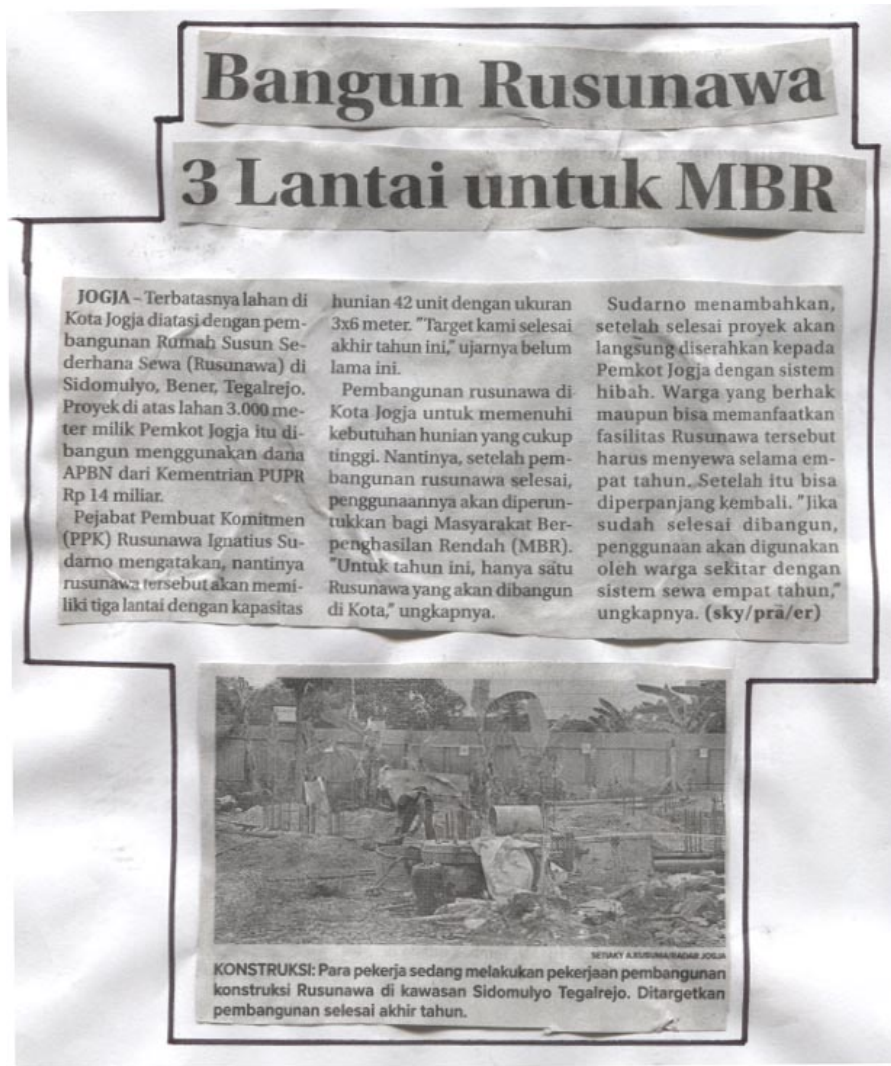 Bangun Rusunawa
3 Lantai untuk MBR
JOGJA – Terbatasnya lahan di
Kota Jogja diatasi dengan pem-
bangunan Rumah Susun Se-
derhana Sewa (Rusunawa) di
Sidomulyo, Bener, Tegalrejo.
Proyek di atas lahan 3.000 me-
ter milik Pemkot Jogja itu di-
bangun menggunakan dana
APBN dari Kementrian PUPR
Rp 14 miliar.
Pejabat Pembuat Komitmen
(PPK) Rusunawa Ignatius Su-
darno mengatakan, nantinya
rusunawa tersebut akan memi-
liki tiga lantai dengan kapasitas
hunian 42 unit dengan ukuran
3x6 meter. "Target kami selesai
akhir tahun ini," ujarnya belum
lama ini.
Pembangunan rusunawa di
Kota Jogja untuk memenuhi
kebutuhan hunian yang cukup
tinggi. Nantinya, setelah pem-
bangunan rusunawa selesai,
penggunaannya akan diperun-
tukkan bagi Masyarakat Ber-
penghasilan Rendah (MBR).
"Untuk tahun ini, hanya satu
Rusunawa yang akan dibangun
di Kota," ungkapnya.
Sudarno menambahkan,
setelah selesai proyek akan
langsung diserahkan kepada
Pemkot Jogja dengan sistem
hibah. Warga yang berhak
maupun bisa memanfaatkan
fasilitas Rusunawa tersebut
harus menyewa selama em-
pat tahun. Setelah itu bisa
diperpanjang kembali. "Jika
sudah selesai dibangun,
penggunaan akan digunakan
oleh warga sekitar dengan
sistem sewa empat tahun,"
ungkapnya. (sky/pra/er)
SETIAKY A.KUSUMA/RADAR JOGJA
KONSTRUKSI: Para pekerja sedang melakukan pekerjaan pembangunan
konstruksi Rusunawa di kawasan Sidomulyo Tegalrejo. Ditargetkan
pembangunan selesai akhir tahun.